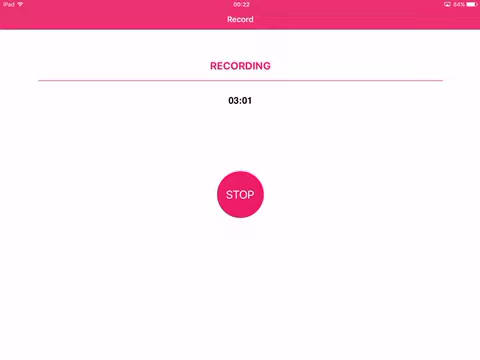 iPad 00:22 84%
Record
RECORDING
03:01
STOP